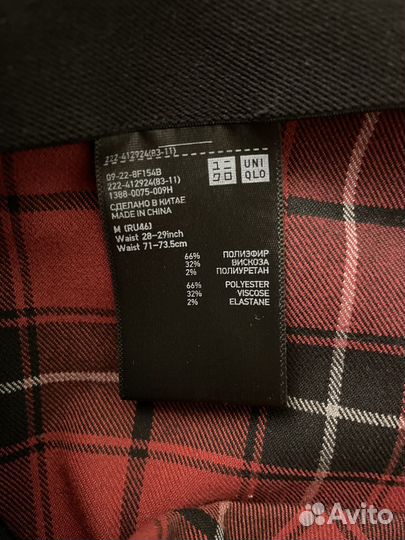 222-412924(83-11)
09-22-8F154B
222-412924(83-11)
1388-0075-009H
ユニ
クロ
UNI
QLO
СДЕЛАНО В КИТАЕ
MADE IN CHINA
M (RU46)
Waist 28-29inch
Waist 71-73.5cm
66% ПОЛИЭФИР
32% ВИСКОЗА
2% ПОЛИУРЕТАН
66% POLYESTER
32% VISCOSE
2% ELASTANE
Avito